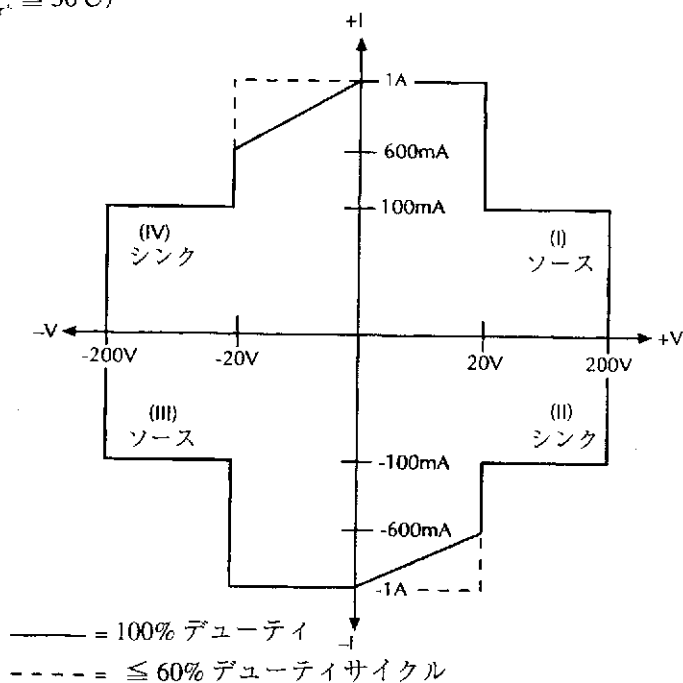 ≦ 30℃)
+I
1A
600mA
100mA
(IV)
シンク
(I)
ソース
–V
-200V
-20V
20V
200V
+V
(III)
ソース
(II)
シンク
-100mA
-600mA
-1A
–I
= 100% デューティ
= ≦ 60% デューティサイクル